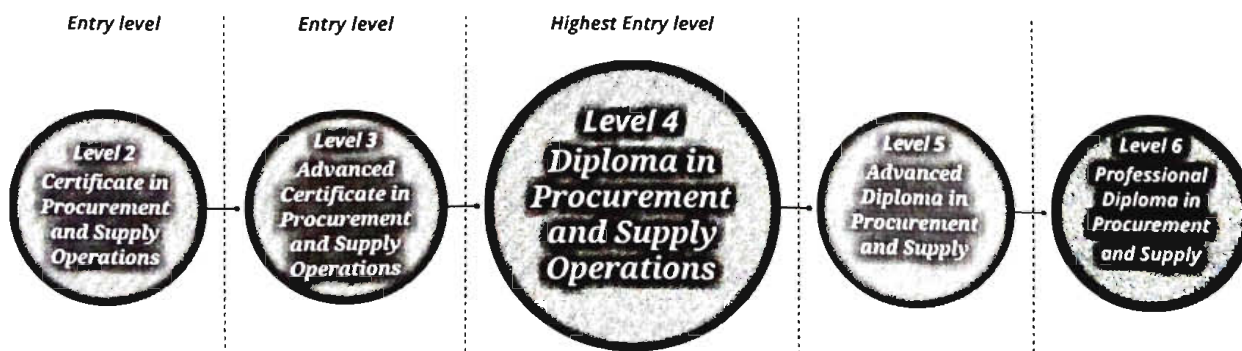 Entry level
Entry level
Highest Entry level
Level 2
Certificate in
Procurement
and Supply
Operations
Level 3
Advanced
Certificate in
Procurement
and Supply
Operations
Level 4
Diploma in
Procurement
and Supply
Operations
Level 5
Advanced
Diploma in
Procurement
and Supply
Level 6
Professional
Diploma in
Procurement
and Supply